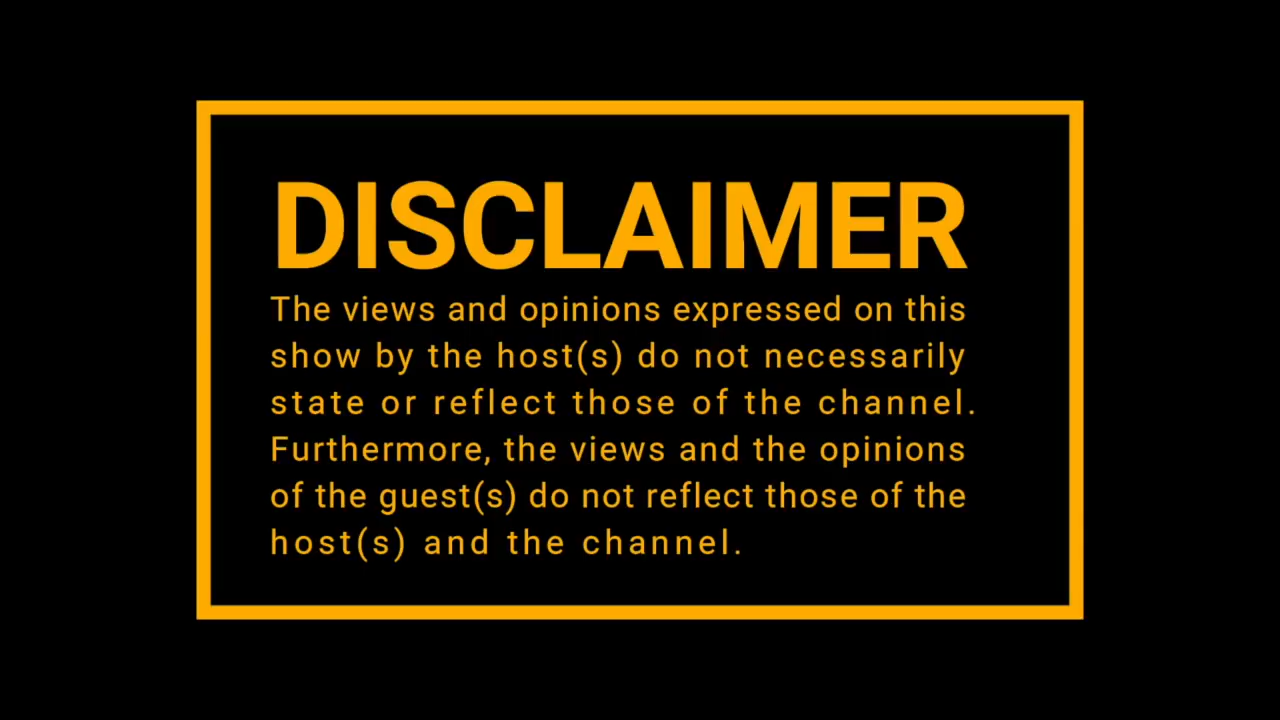 DISCLAIMER
The views and opinions expressed on this
show by the host(s) do not necessarily
state or reflect those of the channel.
Furthermore, the views and the opinions
of the guest(s) do not reflect those of the
host(s) and the channel.